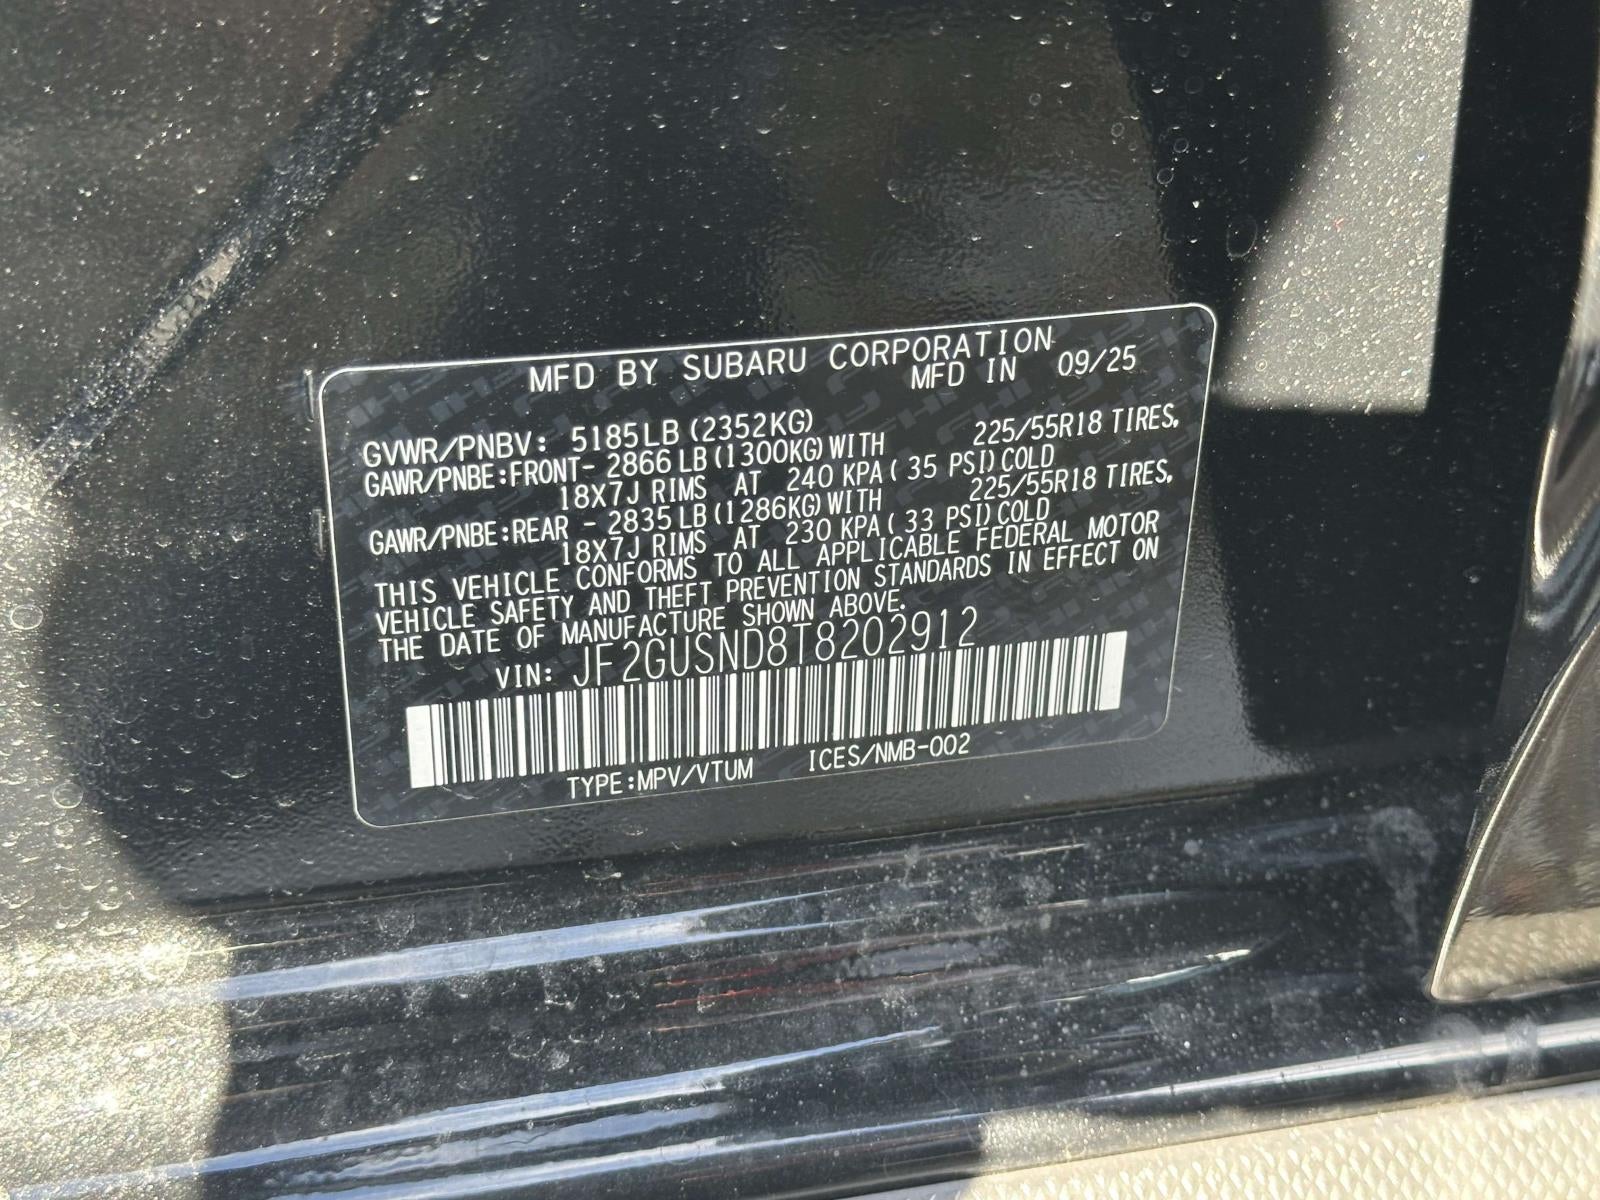 MFD BY SUBARU CORPORATION
MFD IN 09/25
GVWR/PNBV: 5185LB (2352KG)
GAWR/PNBE:FRONT- 2866 LB (1300KG) WITH 225/55R18 TIRES,
18X7J RIMS AT 240 KPA ( 35 PSI) COLD
GAWR/PNBE:REAR - 2835 LB (1286KG) WITH 225/55R18 TIRES,
18X7J RIMS AT 230 KPA ( 33 PSI) COLD
THIS VEHICLE CONFORMS TO ALL APPLICABLE FEDERAL MOTOR
VEHICLE SAFETY AND THEFT PREVENTION STANDARDS IN EFFECT ON
THE DATE OF MANUFACTURE SHOWN ABOVE.
VIN: JF2GUSND8T8202912
TYPE:MPV/VTUM ICES/NMB-002